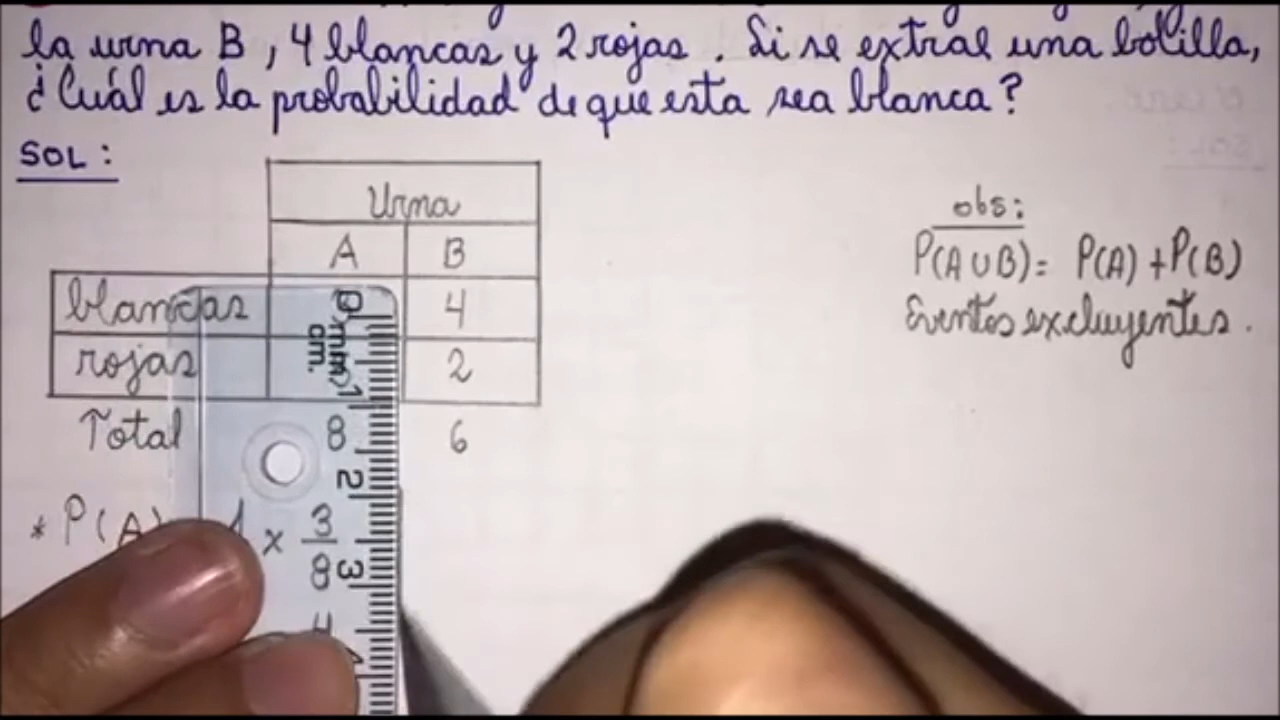 la urna B, 4 blancas y 2 rojas. Si se extrae una bolilla,
¿Cuál es la probabilidad de que esta sea blanca?
SOL:
Urna
A B
blancas 4
rojas 2
Total 8 6
* P(A) 1 x 3/8
obs:
P(A∪B) = P(A) + P(B)
Eventos excluyentes.
0 mm 1 2 3
cm.